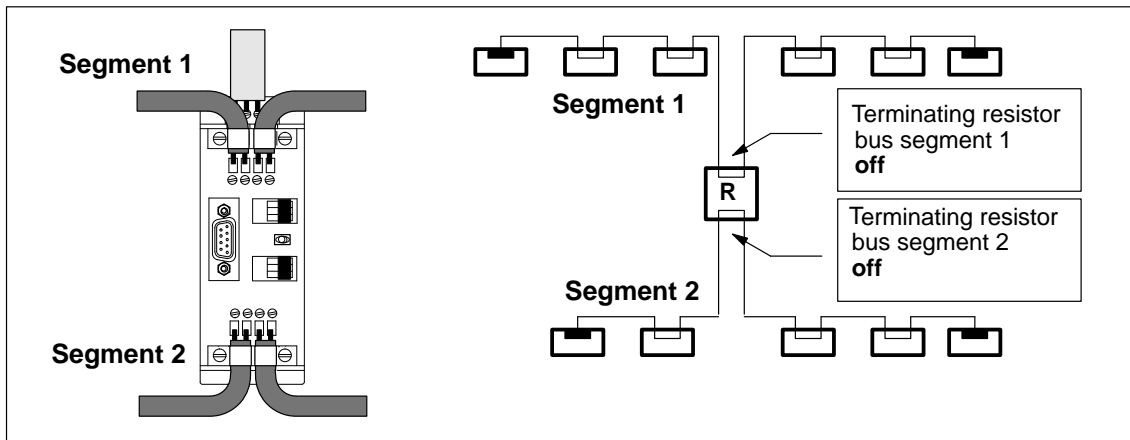 Segment 1
Segment 1
Terminating resistor
bus segment 1
off
R
Terminating resistor
bus segment 2
off
Segment 2
Segment 2